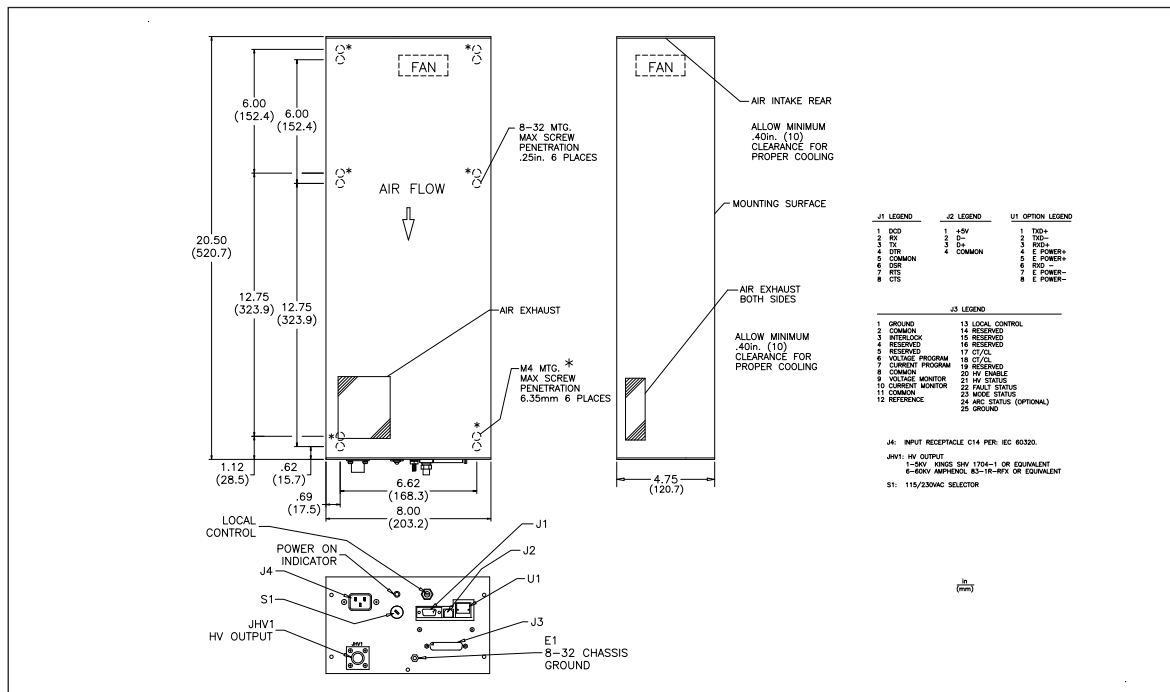 FAN
FAN
*
*
6.00
(152.4)
6.00
(152.4)
AIR INTAKE REAR
8-32 MTG.
MAX SCREW
PENETRATION
.25in. 6 PLACES
ALLOW MINIMUM
.40in. (10)
CLEARANCE FOR
PROPER COOLING
*
*
AIR FLOW
MOUNTING SURFACE
20.50
(520.7)
12.75
(323.9)
12.75
(323.9)
AIR EXHAUST
AIR EXHAUST
BOTH SIDES
ALLOW MINIMUM
.40in. (10)
CLEARANCE FOR
PROPER COOLING
M4 MTG. *
MAX SCREW
PENETRATION
6.35mm 6 PLACES
*
*
1.12
(28.5)
.62
(15.7)
.69
(17.5)
6.62
(168.3)
8.00
(203.2)
4.75
(120.7)
J1 LEGEND
1 DCD
2 RX
3 TX
4 DTR
5 COMMON
6 DSR
7 RTS
8 CTS
J2 LEGEND
1 +5V
2 D-
3 D+
4 COMMON
U1 OPTION LEGEND
1 TXD+
2 TXD-
3 RXD+
4 E POWER+
5 E POWER+
6 RXD -
7 E POWER-
8 E POWER-
J3 LEGEND
1 GROUND
2 COMMON
3 INTERLOCK
4 RESERVED
5 RESERVED
6 VOLTAGE PROGRAM
7 CURRENT PROGRAM
8 COMMON
9 VOLTAGE MONITOR
10 CURRENT MONITOR
11 COMMON
12 REFERENCE
13 LOCAL CONTROL
14 RESERVED
15 RESERVED
16 RESERVED
17 CT/CL
18 CT/CL
19 RESERVED
20 HV ENABLE
21 HV STATUS
22 FAULT STATUS
23 MODE STATUS
24 ARC STATUS (OPTIONAL)
25 GROUND
J4: INPUT RECEPTACLE C14 PER: IEC 60320.
JHV1: HV OUTPUT
1-5KV KINGS SHV 1704-1 OR EQUIVALENT
6-60KV AMPHENOL 83-1R-RFX OR EQUIVALENT
S1: 115/230VAC SELECTOR
LOCAL
CONTROL
POWER ON
INDICATOR
J4
S1
JHV1
HV OUTPUT
JHV1
J1
J2
U1
J3
E1
8-32 CHASSIS
GROUND
in
(mm)